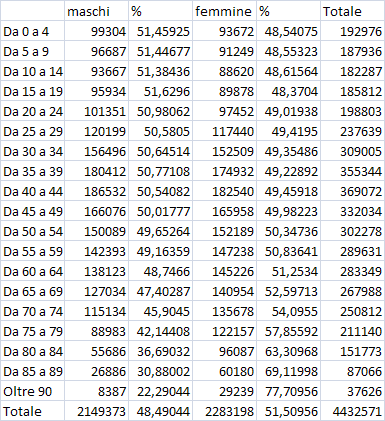 maschi % femmine % Totale
Da 0 a 4 99304 51,45925 93672 48,54075 192976
Da 5 a 9 96687 51,44677 91249 48,55323 187936
Da 10 a 14 93667 51,38436 88620 48,61564 182287
Da 15 a 19 95934 51,6296 89878 48,3704 185812
Da 20 a 24 101351 50,98062 97452 49,01938 198803
Da 25 a 29 120199 50,5805 117440 49,4195 237639
Da 30 a 34 156496 50,64514 152509 49,35486 309005
Da 35 a 39 180412 50,77108 174932 49,22892 355344
Da 40 a 44 186532 50,54082 182540 49,45918 369072
Da 45 a 49 166076 50,01777 165958 49,98223 332034
Da 50 a 54 150089 49,65264 152189 50,34736 302278
Da 55 a 59 142393 49,16359 147238 50,83641 289631
Da 60 a 64 138123 48,7466 145226 51,2534 283349
Da 65 a 69 127034 47,40287 140954 52,59713 267988
Da 70 a 74 115134 45,9045 135678 54,0955 250812
Da 75 a 79 88983 42,14408 122157 57,85592 211140
Da 80 a 84 55686 36,69032 96087 63,30968 151773
Da 85 a 89 26886 30,88002 60180 69,11998 87066
Oltre 90 8387 22,29044 29239 77,70956 37626
Totale 2149373 48,49044 2283198 51,50956 4432571